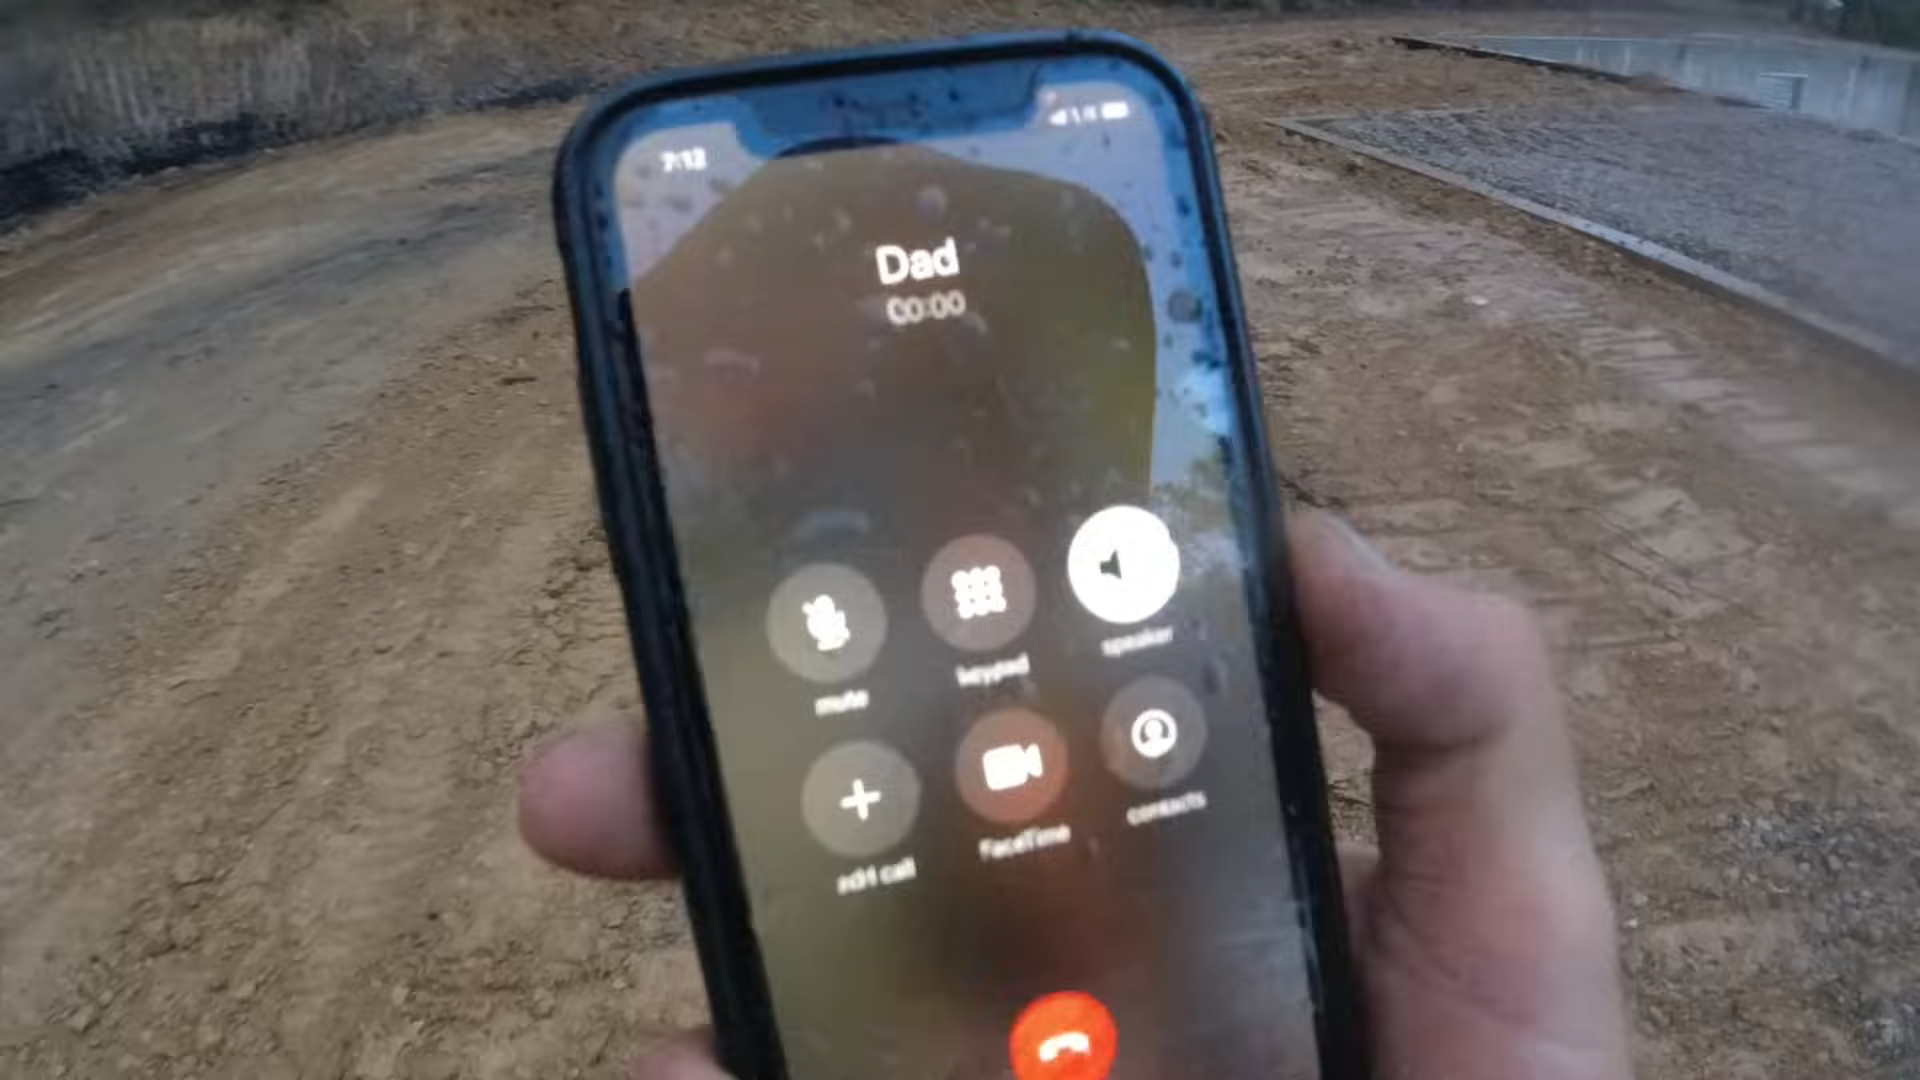 7:12
Dad
00:00
mute
keypad
speaker
add call
FaceTime
contacts